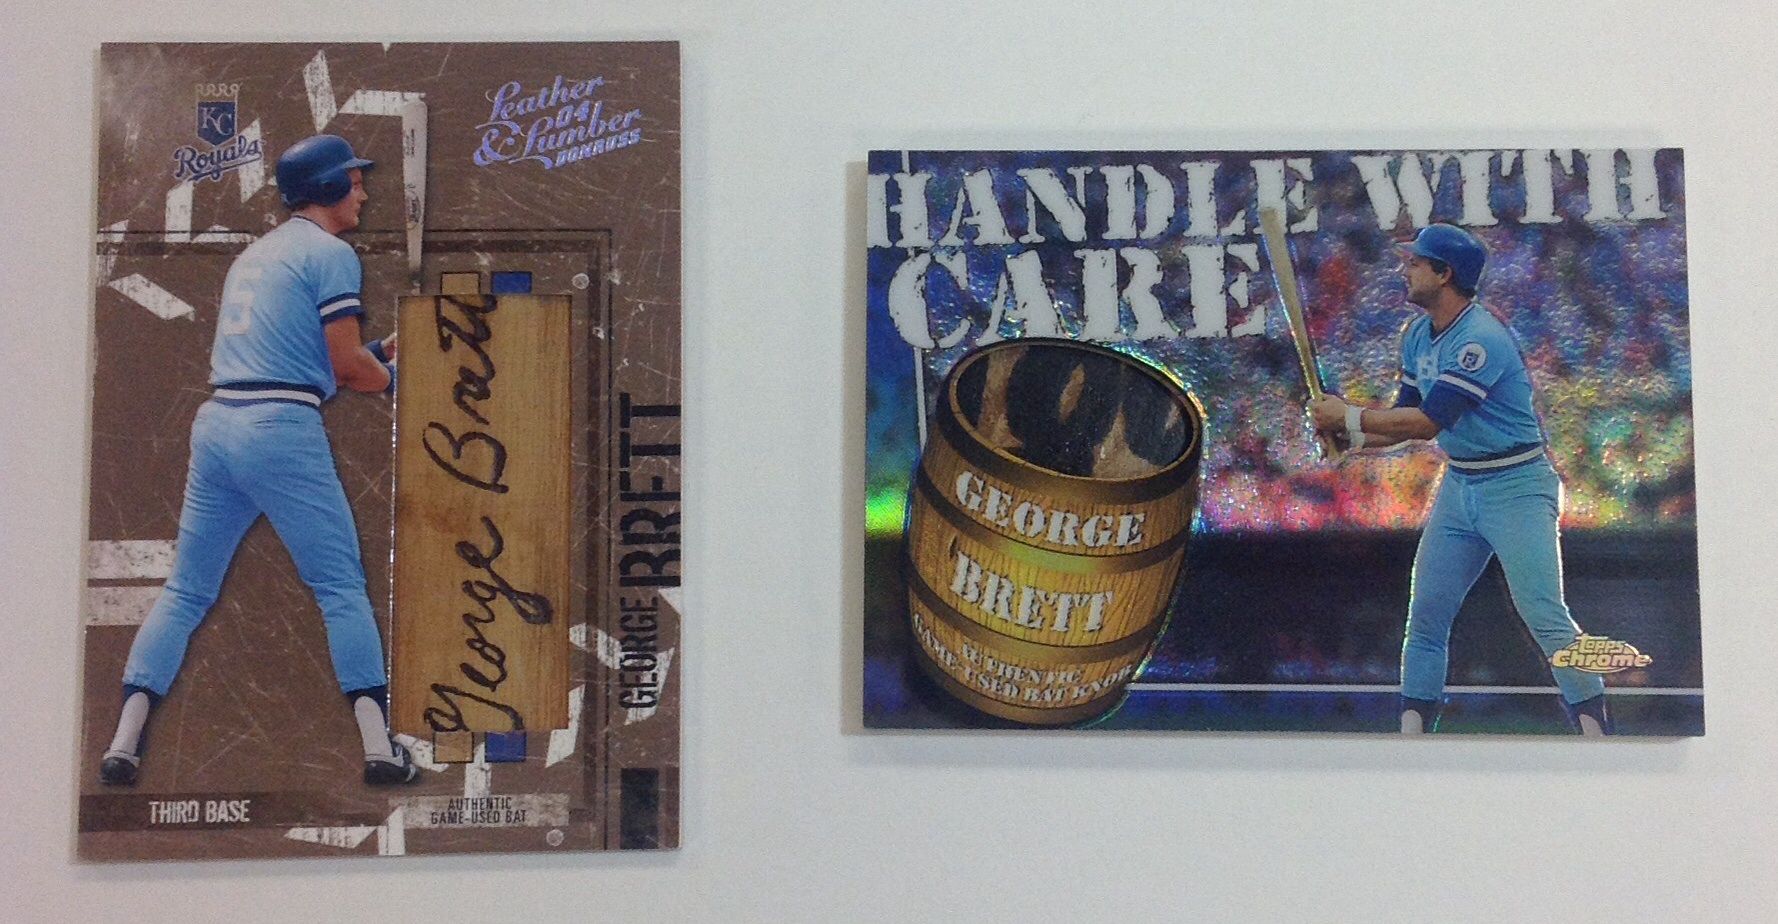 KC
Royals
Leather
04
& Lumber
DONRUSS
5
George Brett
GEORGE BRETT
THIRD BASE
AUTHENTIC
GAME-USED BAT
HANDLE WITH
CARE
GEORGE
BRETT
AUTHENTIC
GAME-USED BAT KNOB
Topps
Chrome